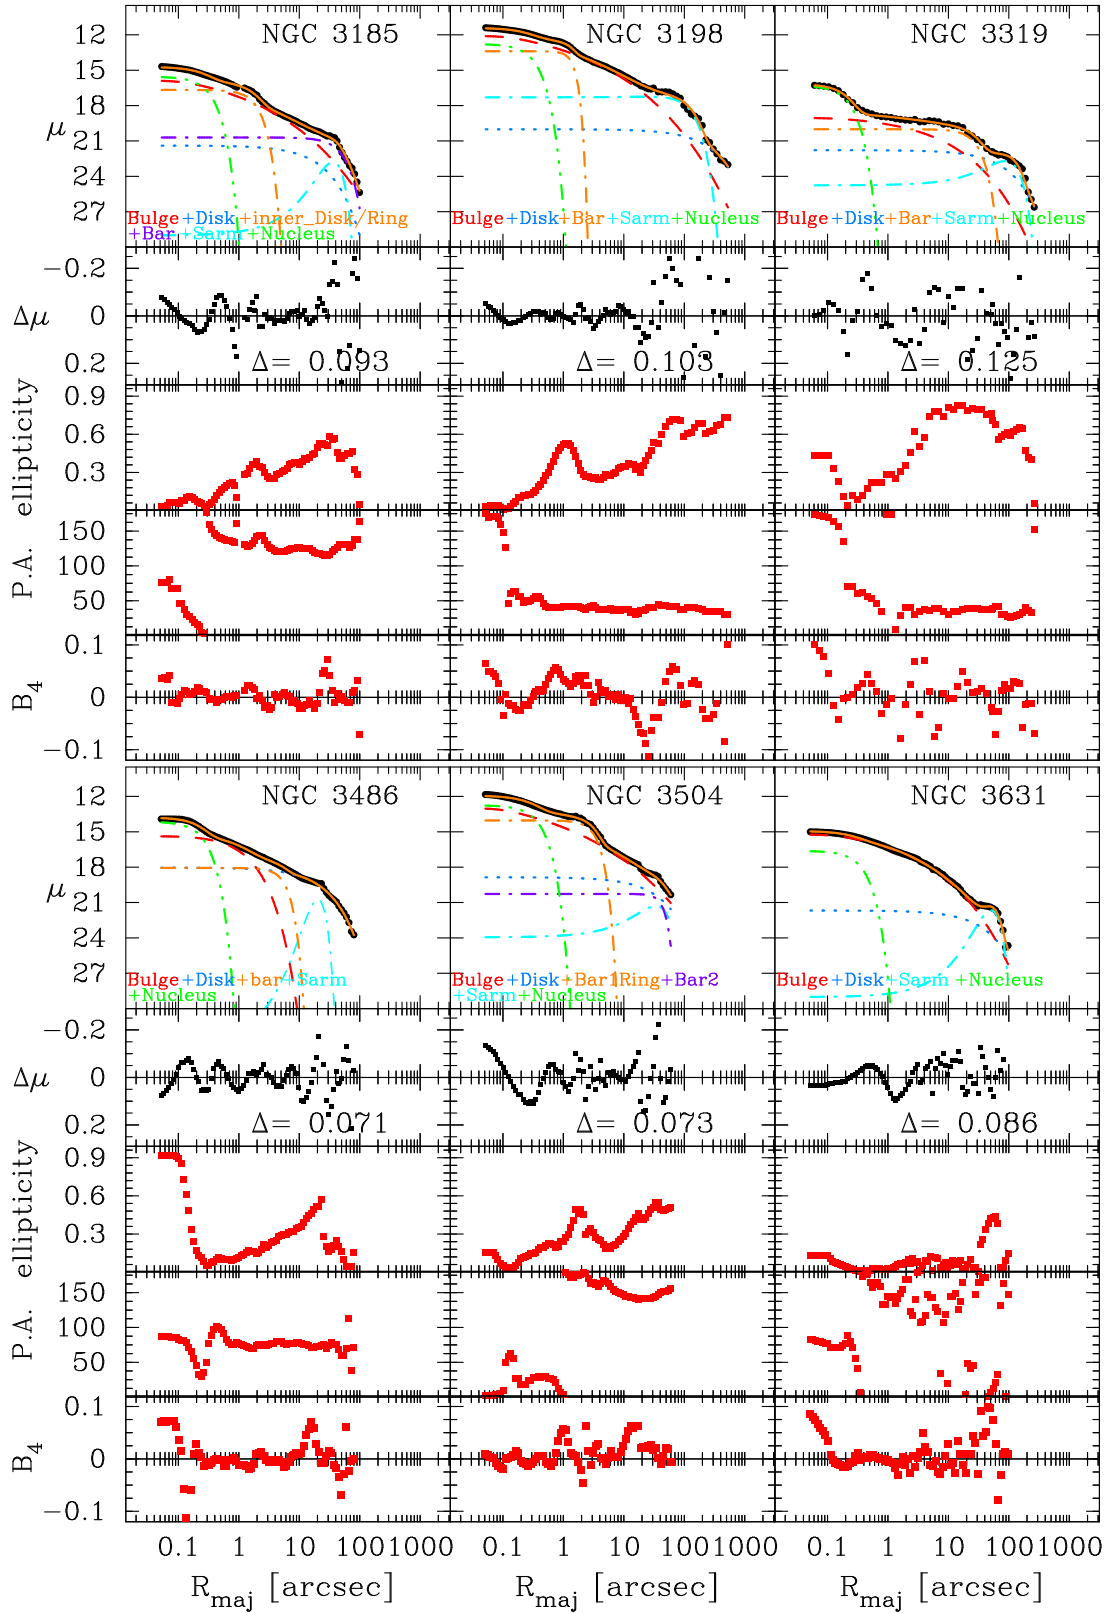 NGC 3185 NGC 3198 NGC 3319
12
15
18
μ
21
24
27
Bulge+Disk+inner_Disk/Ring
+Bar+Sarm+Nucleus
Bulge+Disk+Bar+Sarm+Nucleus
Bulge+Disk+Bar+Sarm+Nucleus
−0.2
Δμ 0
0.2
Δ= 0.093 Δ= 0.103 Δ= 0.125
ellipticity
0.9
0.6
0.3
P.A.
150
100
50
B4
0.1
0
−0.1
NGC 3486 NGC 3504 NGC 3631
12
15
18
μ
21
24
27
Bulge+Disk+bar+Sarm
+Nucleus
Bulge+Disk+Bar1Ring+Bar2
+Sarm+Nucleus
Bulge+Disk+Sarm+Nucleus
−0.2
Δμ 0
0.2
Δ= 0.071 Δ= 0.073 Δ= 0.086
ellipticity
0.9
0.6
0.3
P.A.
150
100
50
B4
0.1
0
−0.1
0.1 1 10 100 1000 0.1 1 10 100 1000 0.1 1 10 100 1000
Rmaj [arcsec] Rmaj [arcsec] Rmaj [arcsec]